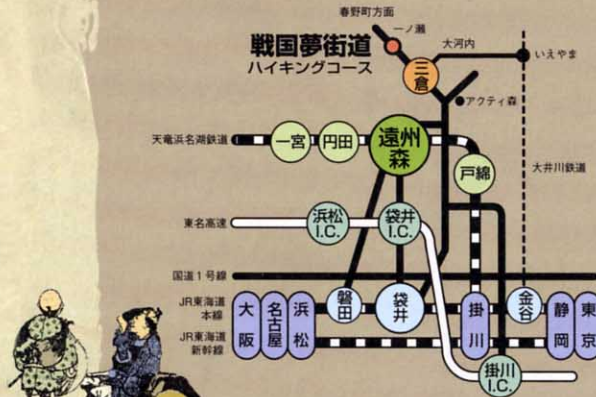 春野町方面
一ノ瀬
戦国夢街道
ハイキングコース
大河内
いえやま
三倉
アクティ森
天竜浜名湖鉄道
一宮
円田
遠州
森
戸綿
大井川鉄道
東名高速
浜松
I.C.
袋井
I.C.
国道1号線
JR東海道
本線
JR東海道
新幹線
大阪
名古屋
浜松
磐田
袋井
掛川
金谷
静岡
東京
掛川
I.C.